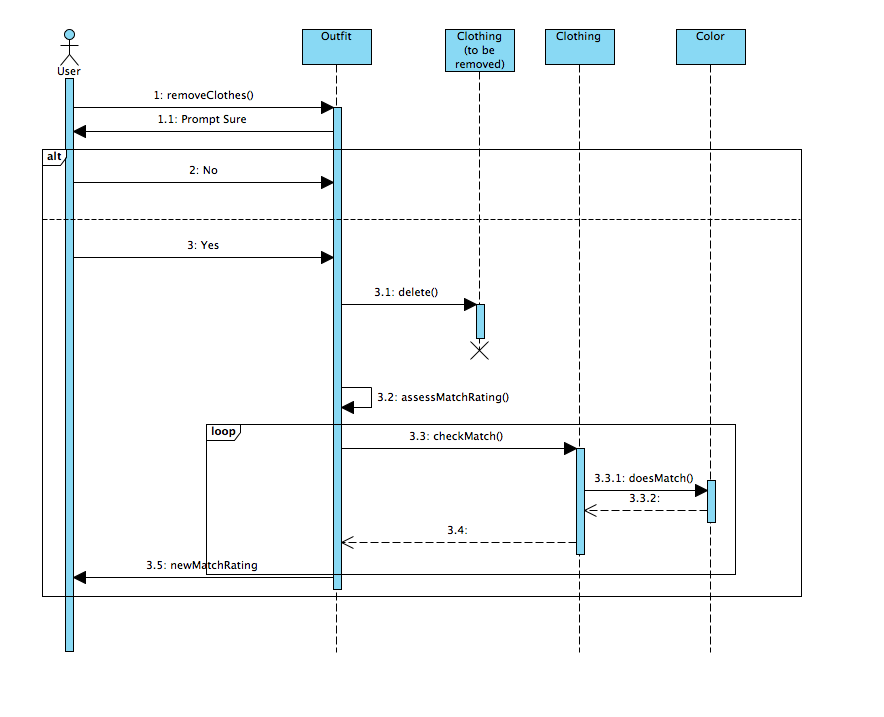 User
Outfit
Clothing
(to be
removed)
Clothing
Color
1: removeClothes()
1.1: Prompt Sure
alt
2: No
3: Yes
3.1: delete()
3.2: assessMatchRating()
loop
3.3: checkMatch()
3.3.1: doesMatch()
3.3.2:
3.4:
3.5: newMatchRating